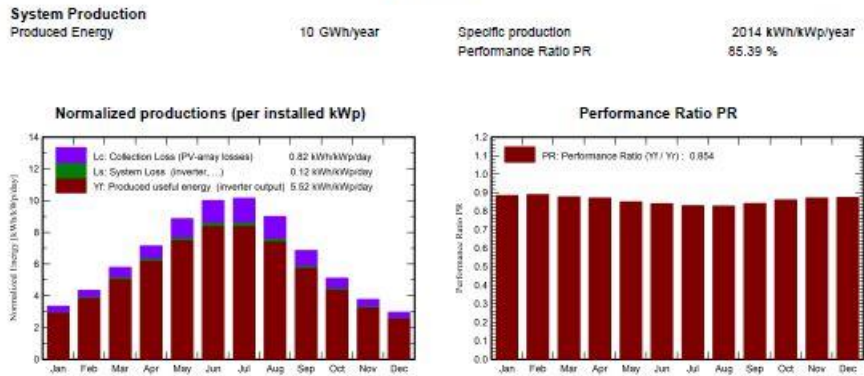 System Production
Produced Energy 10 GWh/year Specific production 2014 kWh/kWp/year
Performance Ratio PR 85.39 %
Normalized productions (per installed kWp)
14
12
10
8
6
4
2
0
Normalized Energy [kWh/kWp/day]
Lc: Collection Loss (PV-array losses) 0.82 kWh/kWp/day
Ls: System Loss (inverter, ...) 0.12 kWh/kWp/day
Yf: Produced useful energy (inverter output) 5.52 kWh/kWp/day
Jan Feb Mar Apr May Jun Jul Aug Sep Oct Nov Dec
Performance Ratio PR
1.2
1.1
1.0
0.9
0.8
0.7
0.6
0.5
0.4
0.3
0.2
0.1
0.0
Performance Ratio PR
PR: Performance Ratio (Yf / Yr) : 0.854
Jan Feb Mar Apr May Jun Jul Aug Sep Oct Nov Dec